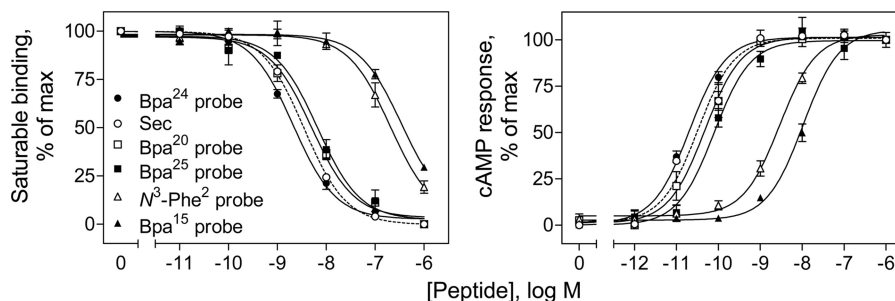 Saturable binding,
% of max
100
75
50
25
0
Bpa24 probe
Sec
Bpa20 probe
Bpa25 probe
N3-Phe2 probe
Bpa15 probe
0 -11 -10 -9 -8 -7 -6
cAMP response,
% of max
100
75
50
25
0
0 -12 -11 -10 -9 -8 -7 -6
[Peptide], log M